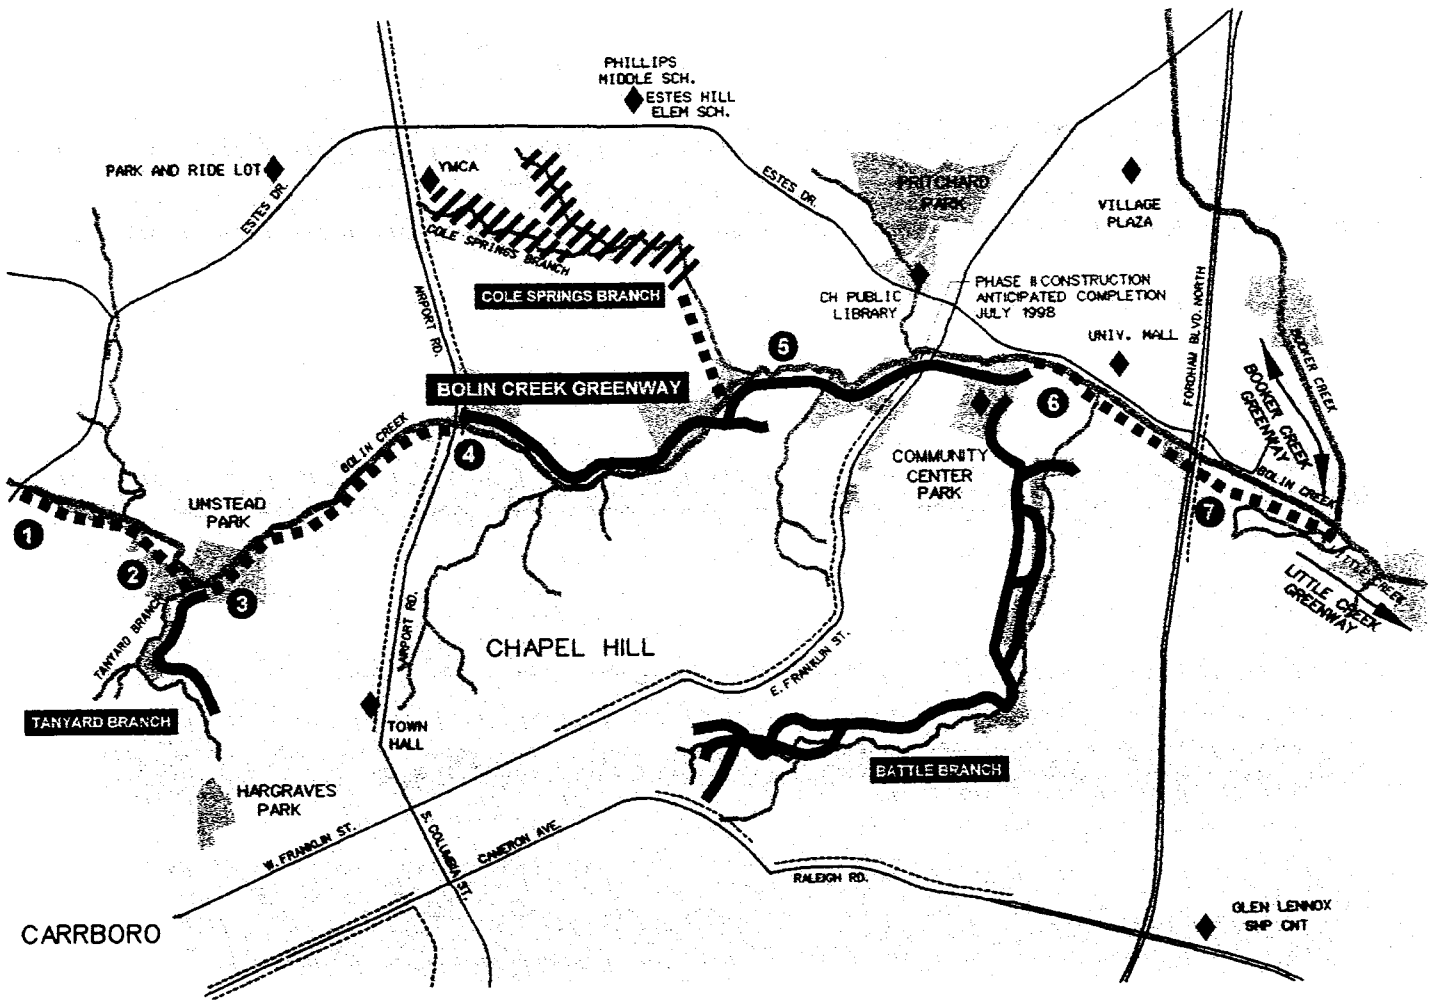 PHILLIPS
MIDDLE SCH.
ESTES HILL
ELEM SCH.
PARK AND RIDE LOT
ESTES DR.
YMCA
ESTES DR.
PRITCHARD
PARK
VILLAGE
PLAZA
COLE SPRINGS BRANCH
COLE SPRINGS BRANCH
AIRPORT RD.
CH PUBLIC
LIBRARY
PHASE II CONSTRUCTION
ANTICIPATED COMPLETION
JULY 1998
FORDHAM BLVD. NORTH
UNIV. MALL
BOOKER CREEK
BOOKER CREEK
GREENWAY
BOLIN CREEK GREENWAY
5
6
BOLIN CREEK
4
COMMUNITY
CENTER
PARK
BOLIN CREEK
7
UMSTEAD
PARK
1
2
3
LITTLE CREEK
LITTLE CREEK
GREENWAY
TANYARD BRANCH
AIRPORT RD.
CHAPEL HILL
E. FRANKLIN ST.
TANYARD BRANCH
TOWN
HALL
BATTLE BRANCH
HARGRAVES
PARK
W. FRANKLIN ST.
S. COLUMBIA ST.
CAMERON AVE.
RALEIGH RD.
CARRBORO
GLEN LENNOX
SHP CNT